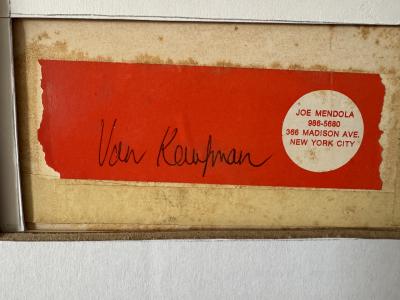 Van Kaufman
JOE MENDOLA
986-5680
366 MADISON AVE.
NEW YORK CITY